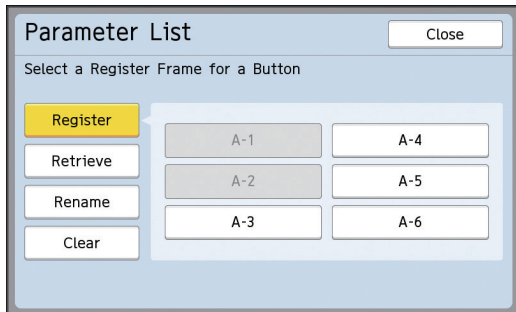 Parameter List
Close
Select a Register Frame for a Button
Register
Retrieve
Rename
Clear
A-1
A-4
A-2
A-5
A-3
A-6